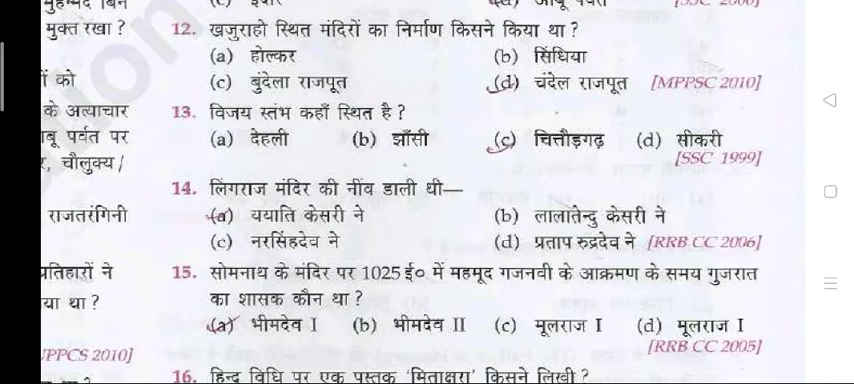 मुहम्मद बिन
मुक्त रखा ?
ों को
के अत्याचार
बू पर्वत पर
र, चौलुक्य /
राजतरंगिनी
प्रतिहारों ने
या था ?
UPPCS 2010]
12. खजुराहो स्थित मंदिरों का निर्माण किसने किया था ?
(a) होल्कर (b) सिंधिया
(c) बुंदेला राजपूत (d) चंदेल राजपूत [MPPSC 2010]
13. विजय स्तंभ कहाँ स्थित है ?
(a) देहली (b) झाँसी (c) चित्तौड़गढ़ (d) सीकरी
[SSC 1999]
14. लिंगराज मंदिर की नींव डाली थी—
(a) ययाति केसरी ने (b) लालातेन्दु केसरी ने
(c) नरसिंहदेव ने (d) प्रताप रुद्रदेव ने [RRB CC 2006]
15. सोमनाथ के मंदिर पर 1025 ई० में महमूद गजनवी के आक्रमण के समय गुजरात
का शासक कौन था ?
(a) भीमदेव I (b) भीमदेव II (c) मूलराज I (d) मूलराज I
[RRB CC 2005]
16. हिन्दू विधि पर एक पुस्तक 'मिताक्षरा' किसने लिखी ?